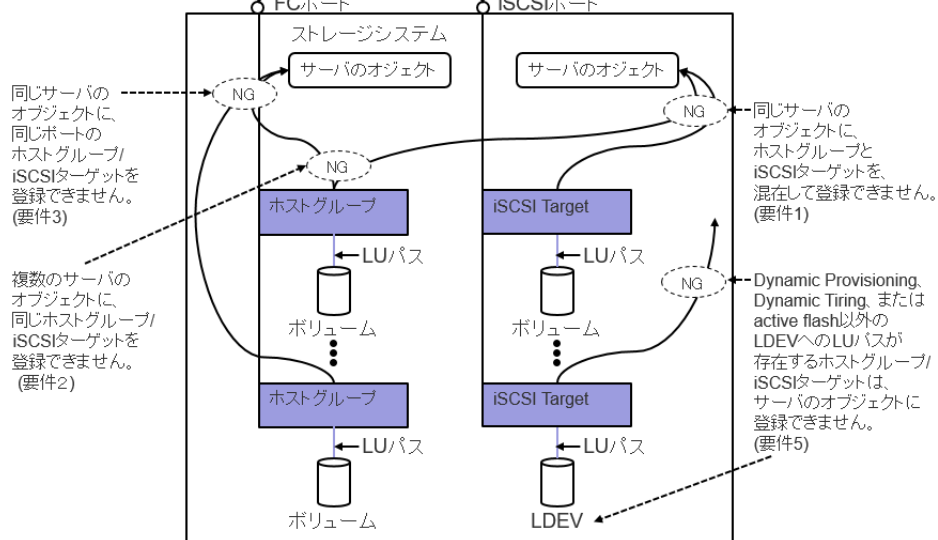 FCポート
iSCSIポート
ストレージシステム
サーバのオジェクト
サーバのオジェクト
NG
NG
同じサーバの
オブジェクトに、
同じポートの
ホストグループ/
iSCSIターゲットを
登録できません。
(要件3)
同じサーバの
オブジェクトに、
ホストグループと
iSCSIターゲットを、
混在して登録できません。
(要件1)
NG
ホストグループ
iSCSI Target
LUパス
LUパス
ボリューム
ボリューム
複数のサーバの
オブジェクトに、
同じホストグループ/
iSCSIターゲットを
登録できません。
(要件2)
NG
Dynamic Provisioning、
Dynamic Tiring、または
active flash以外の
LDEVへのLUパスが
存在するホストグループ/
iSCSIターゲットは、
サーバのオブジェクトに
登録できません。
(要件5)
ホストグループ
iSCSI Target
LUパス
LUパス
ボリューム
LDEV